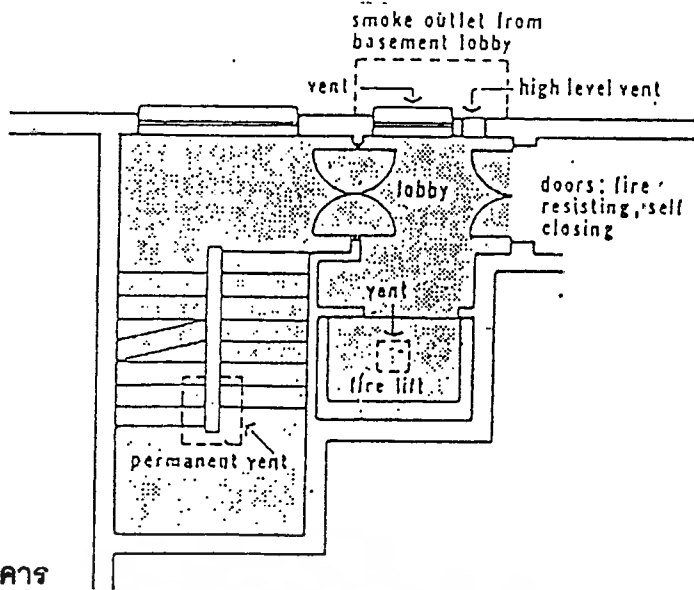 smoke outlet from
basement lobby
vent
high level vent
lobby
doors: fire
resisting, self
closing
vent
fire lift
permanent vent
คาร